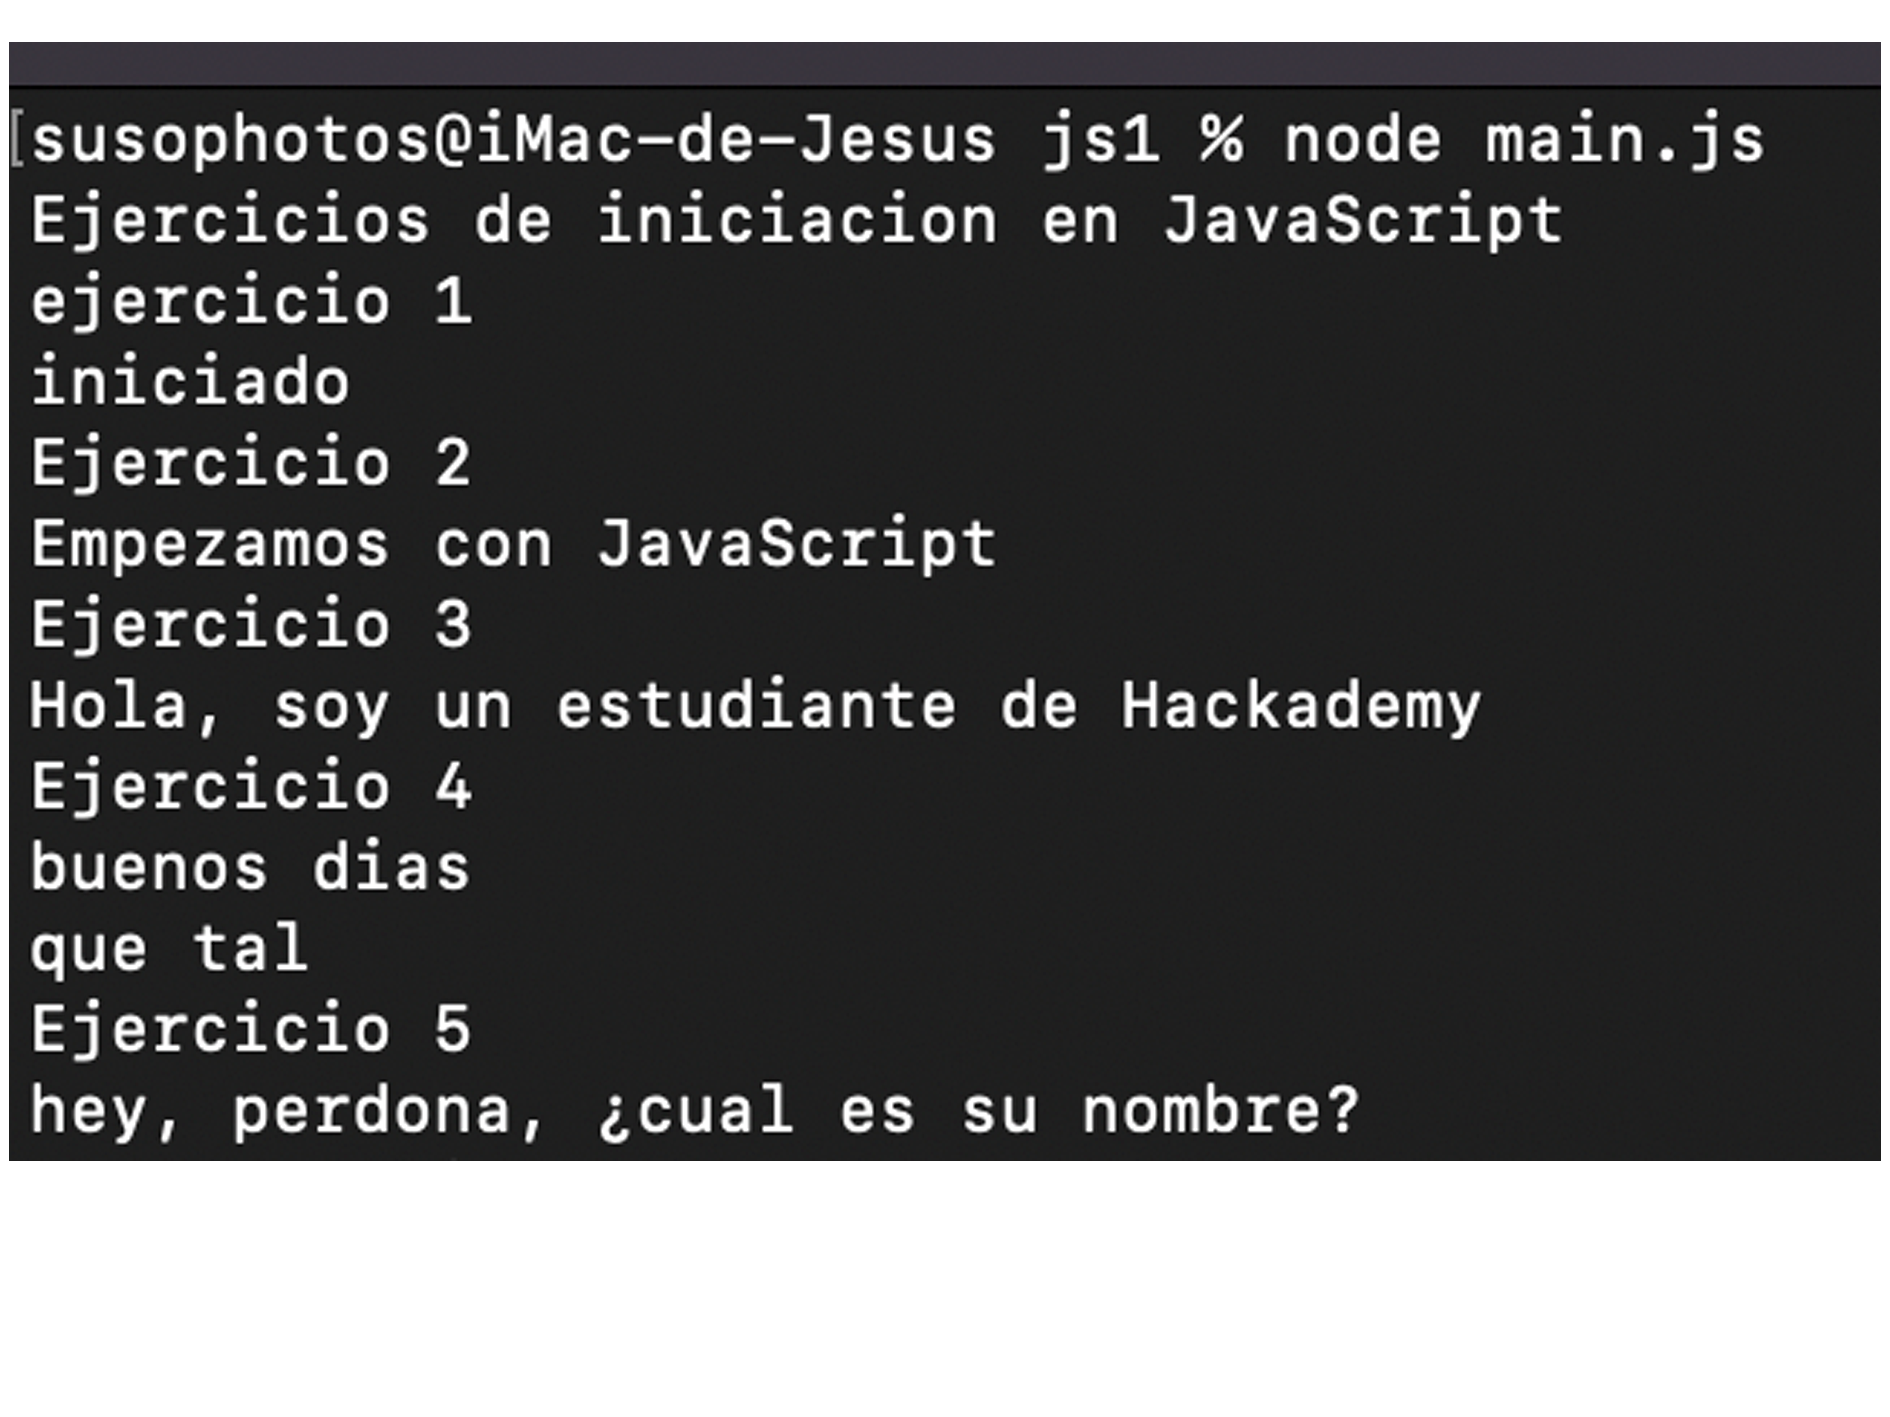 [susophotos@iMac-de-Jesus js1 % node main.js
Ejercicios de iniciacion en JavaScript
ejercicio 1
iniciado
Ejercicio 2
Empezamos con JavaScript
Ejercicio 3
Hola, soy un estudiante de Hackademy
Ejercicio 4
buenos dias
que tal
Ejercicio 5
hey, perdona, ¿cual es su nombre?